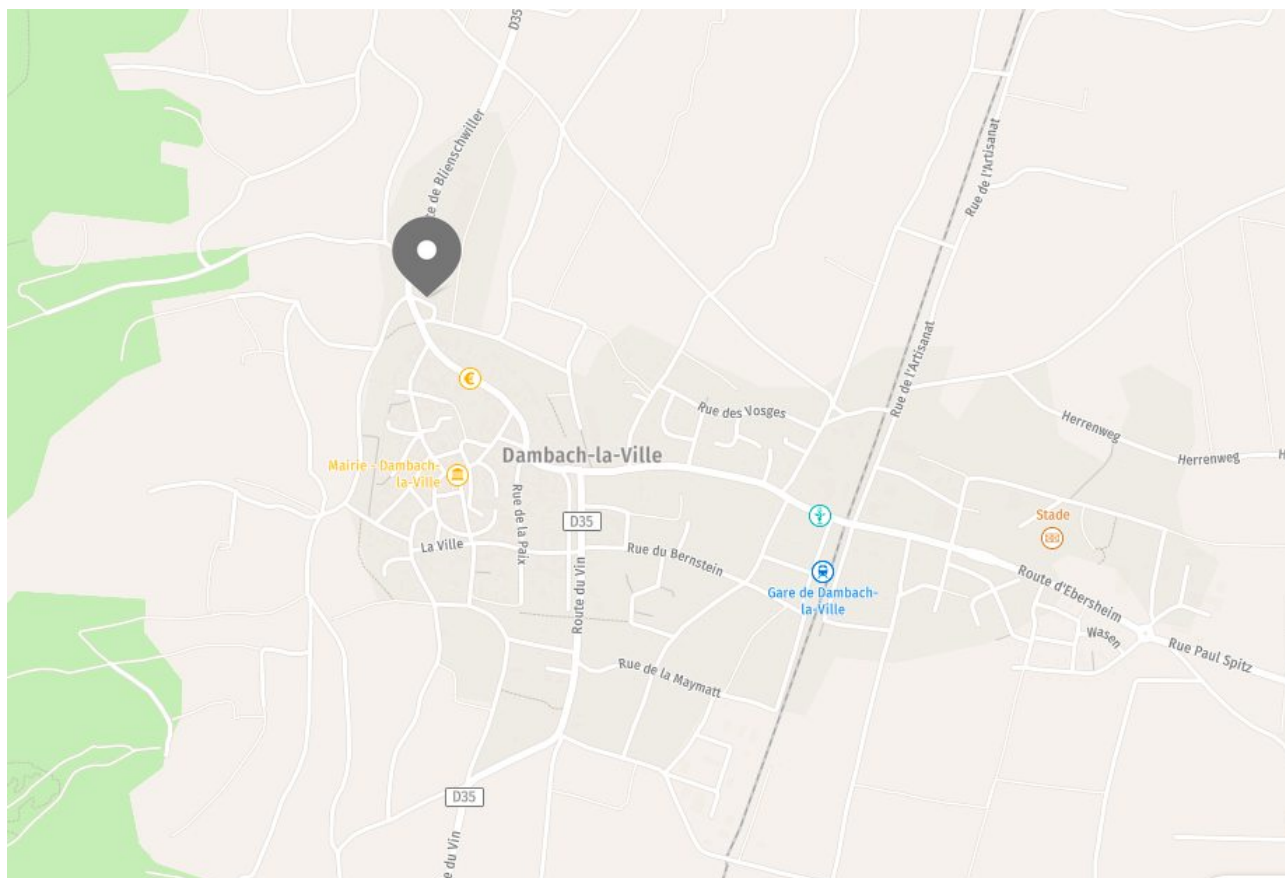 D35
te de Blienschwiller
Rue de l'Artisanat
Rue de l'Artisanat
Rue des Vosges
Herrenweg
Herrenweg
H
Dambach-la-Ville
Mairie - Dambach-
la-Ville
Rue de la Paix
D35
Stade
La Ville
Rue du Bernstein
Gare de Dambach-
la-Ville
Route d'Ebersheim
Route du Vin
Wasen
Rue Paul Spitz
Rue de la Maymatt
D35
e du Vin